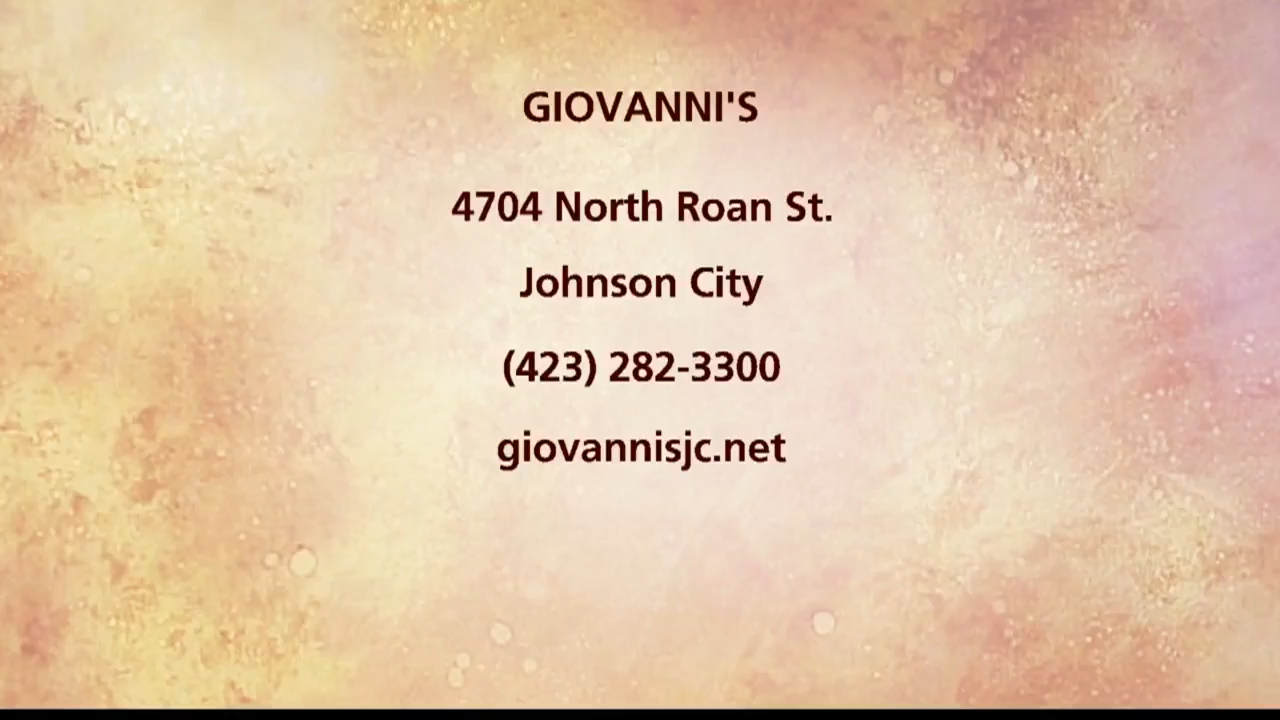 GIOVANNI'S
4704 North Roan St.
Johnson City
(423) 282-3300
giovannisjc.net